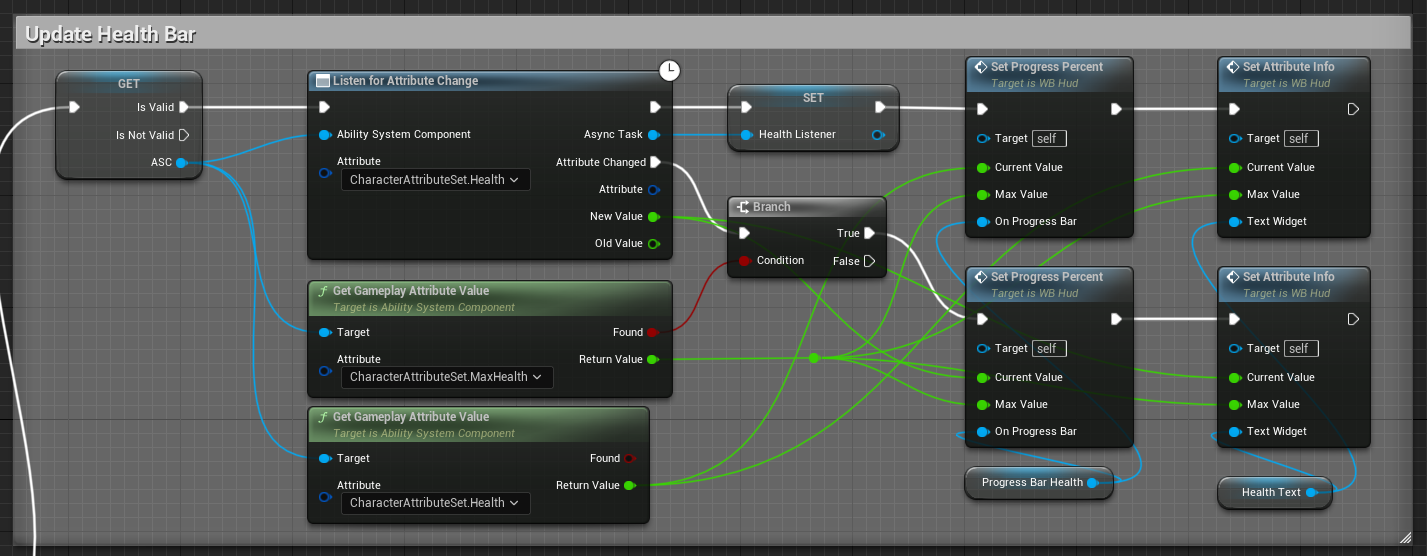 Update Health Bar
GET
Is Valid
Is Not Valid
ASC
Listen for Attribute Change
Ability System Component
Async Task
Attribute
CharacterAttributeSet.Health
Attribute Changed
Attribute
New Value
Old Value
SET
Health Listener
Branch
True
Condition
False
Get Gameplay Attribute Value
Target is Ability System Component
Target
Found
Attribute
Return Value
CharacterAttributeSet.MaxHealth
Get Gameplay Attribute Value
Target is Ability System Component
Target
Found
Attribute
Return Value
CharacterAttributeSet.Health
Set Progress Percent
Target is WB Hud
Target self
Current Value
Max Value
On Progress Bar
Set Attribute Info
Target is WB Hud
Target self
Current Value
Max Value
Text Widget
Set Progress Percent
Target is WB Hud
Target self
Current Value
Max Value
On Progress Bar
Set Attribute Info
Target is WB Hud
Target self
Current Value
Max Value
Text Widget
Progress Bar Health
Health Text